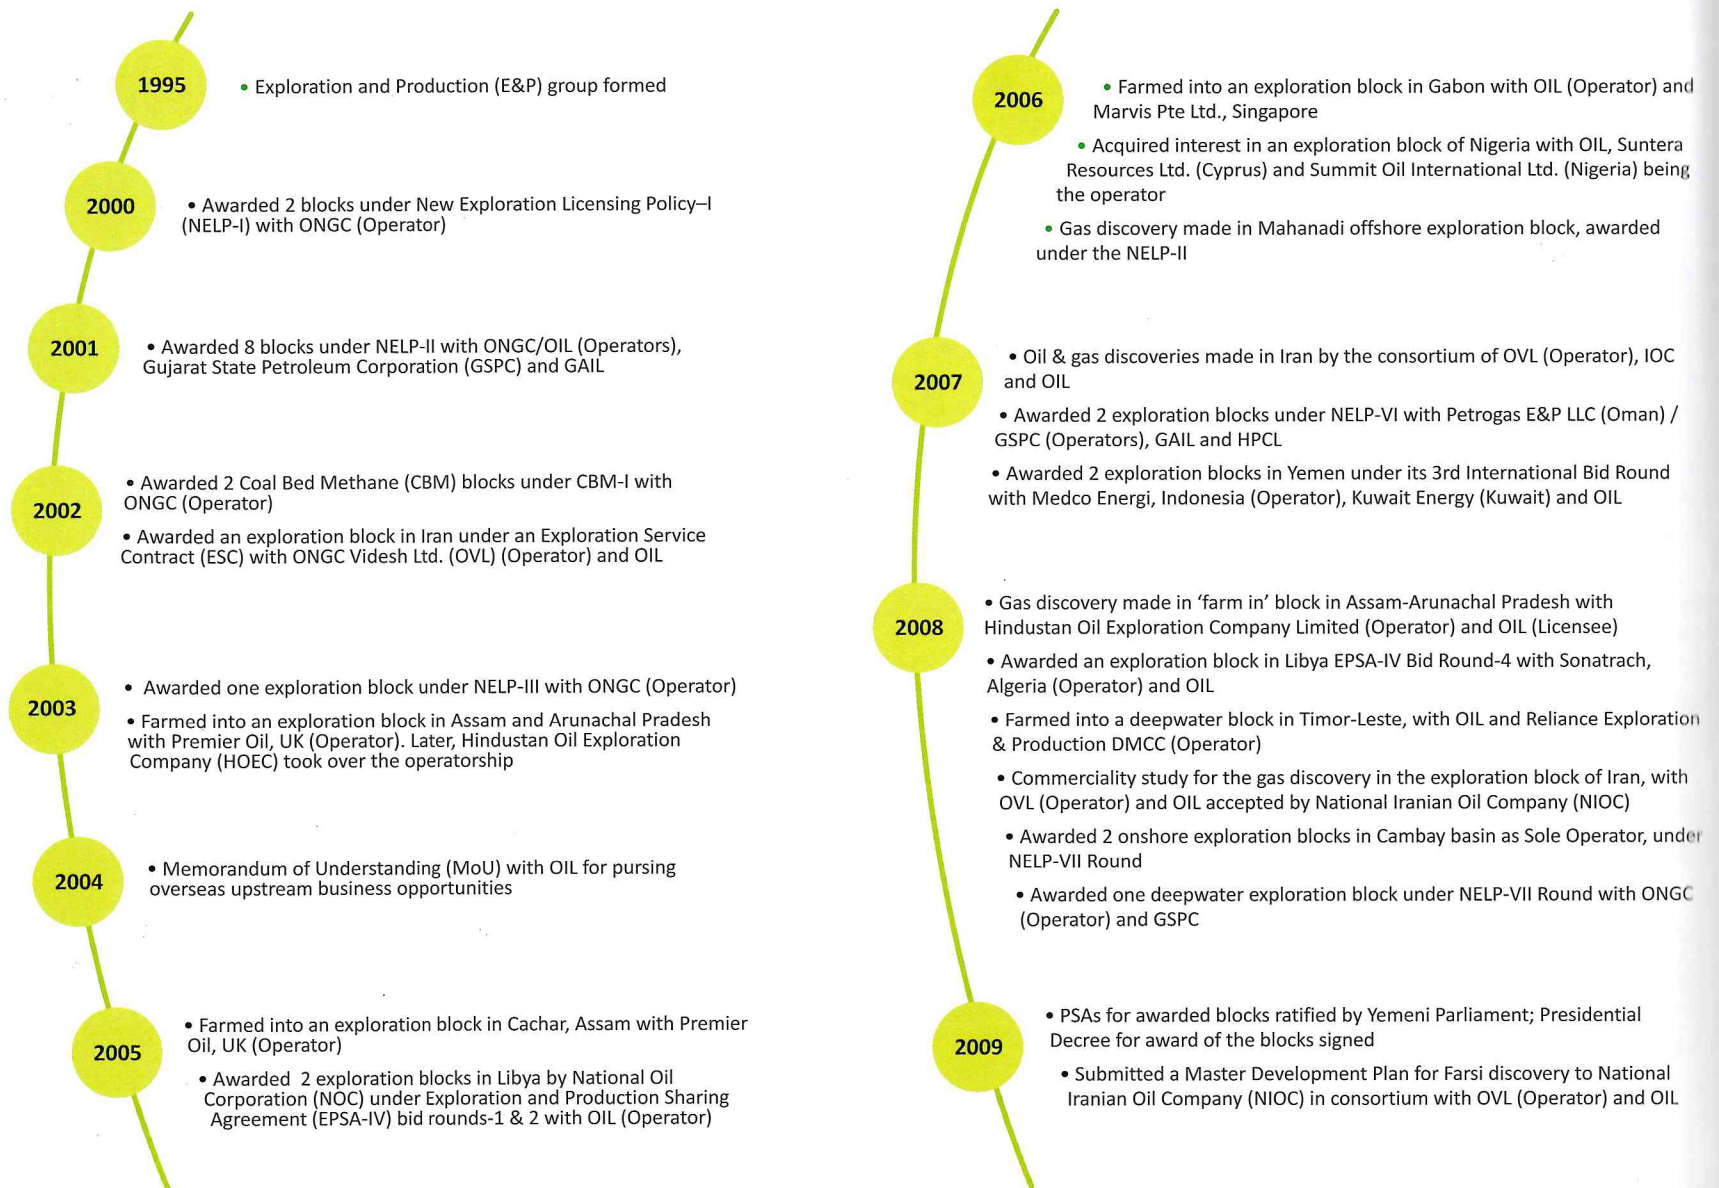 1995
• Exploration and Production (E&P) group formed
2000
• Awarded 2 blocks under New Exploration Licensing Policy–I
(NELP-I) with ONGC (Operator)
2001
• Awarded 8 blocks under NELP-II with ONGC/OIL (Operators),
Gujarat State Petroleum Corporation (GSPC) and GAIL
2002
• Awarded 2 Coal Bed Methane (CBM) blocks under CBM-I with
ONGC (Operator)
• Awarded an exploration block in Iran under an Exploration Service
Contract (ESC) with ONGC Videsh Ltd. (OVL) (Operator) and OIL
2003
• Awarded one exploration block under NELP-III with ONGC (Operator)
• Farmed into an exploration block in Assam and Arunachal Pradesh
with Premier Oil, UK (Operator). Later, Hindustan Oil Exploration
Company (HOEC) took over the operatorship
2004
• Memorandum of Understanding (MoU) with OIL for pursing
overseas upstream business opportunities
2005
• Farmed into an exploration block in Cachar, Assam with Premier
Oil, UK (Operator)
• Awarded 2 exploration blocks in Libya by National Oil
Corporation (NOC) under Exploration and Production Sharing
Agreement (EPSA-IV) bid rounds-1 & 2 with OIL (Operator)
2006
• Farmed into an exploration block in Gabon with OIL (Operator) and
Marvis Pte Ltd., Singapore
• Acquired interest in an exploration block of Nigeria with OIL, Suntera
Resources Ltd. (Cyprus) and Summit Oil International Ltd. (Nigeria) being
the operator
• Gas discovery made in Mahanadi offshore exploration block, awarded
under the NELP-II
2007
• Oil & gas discoveries made in Iran by the consortium of OVL (Operator), IOC
and OIL
• Awarded 2 exploration blocks under NELP-VI with Petrogas E&P LLC (Oman) /
GSPC (Operators), GAIL and HPCL
• Awarded 2 exploration blocks in Yemen under its 3rd International Bid Round
with Medco Energi, Indonesia (Operator), Kuwait Energy (Kuwait) and OIL
2008
• Gas discovery made in ‘farm in’ block in Assam-Arunachal Pradesh with
Hindustan Oil Exploration Company Limited (Operator) and OIL (Licensee)
• Awarded an exploration block in Libya EPSA-IV Bid Round-4 with Sonatrach,
Algeria (Operator) and OIL
• Farmed into a deepwater block in Timor-Leste, with OIL and Reliance Exploration
& Production DMCC (Operator)
• Commerciality study for the gas discovery in the exploration block of Iran, with
OVL (Operator) and OIL accepted by National Iranian Oil Company (NIOC)
• Awarded 2 onshore exploration blocks in Cambay basin as Sole Operator, under
NELP-VII Round
• Awarded one deepwater exploration block under NELP-VII Round with ONGC
(Operator) and GSPC
2009
• PSAs for awarded blocks ratified by Yemeni Parliament; Presidential
Decree for award of the blocks signed
• Submitted a Master Development Plan for Farsi discovery to National
Iranian Oil Company (NIOC) in consortium with OVL (Operator) and OIL